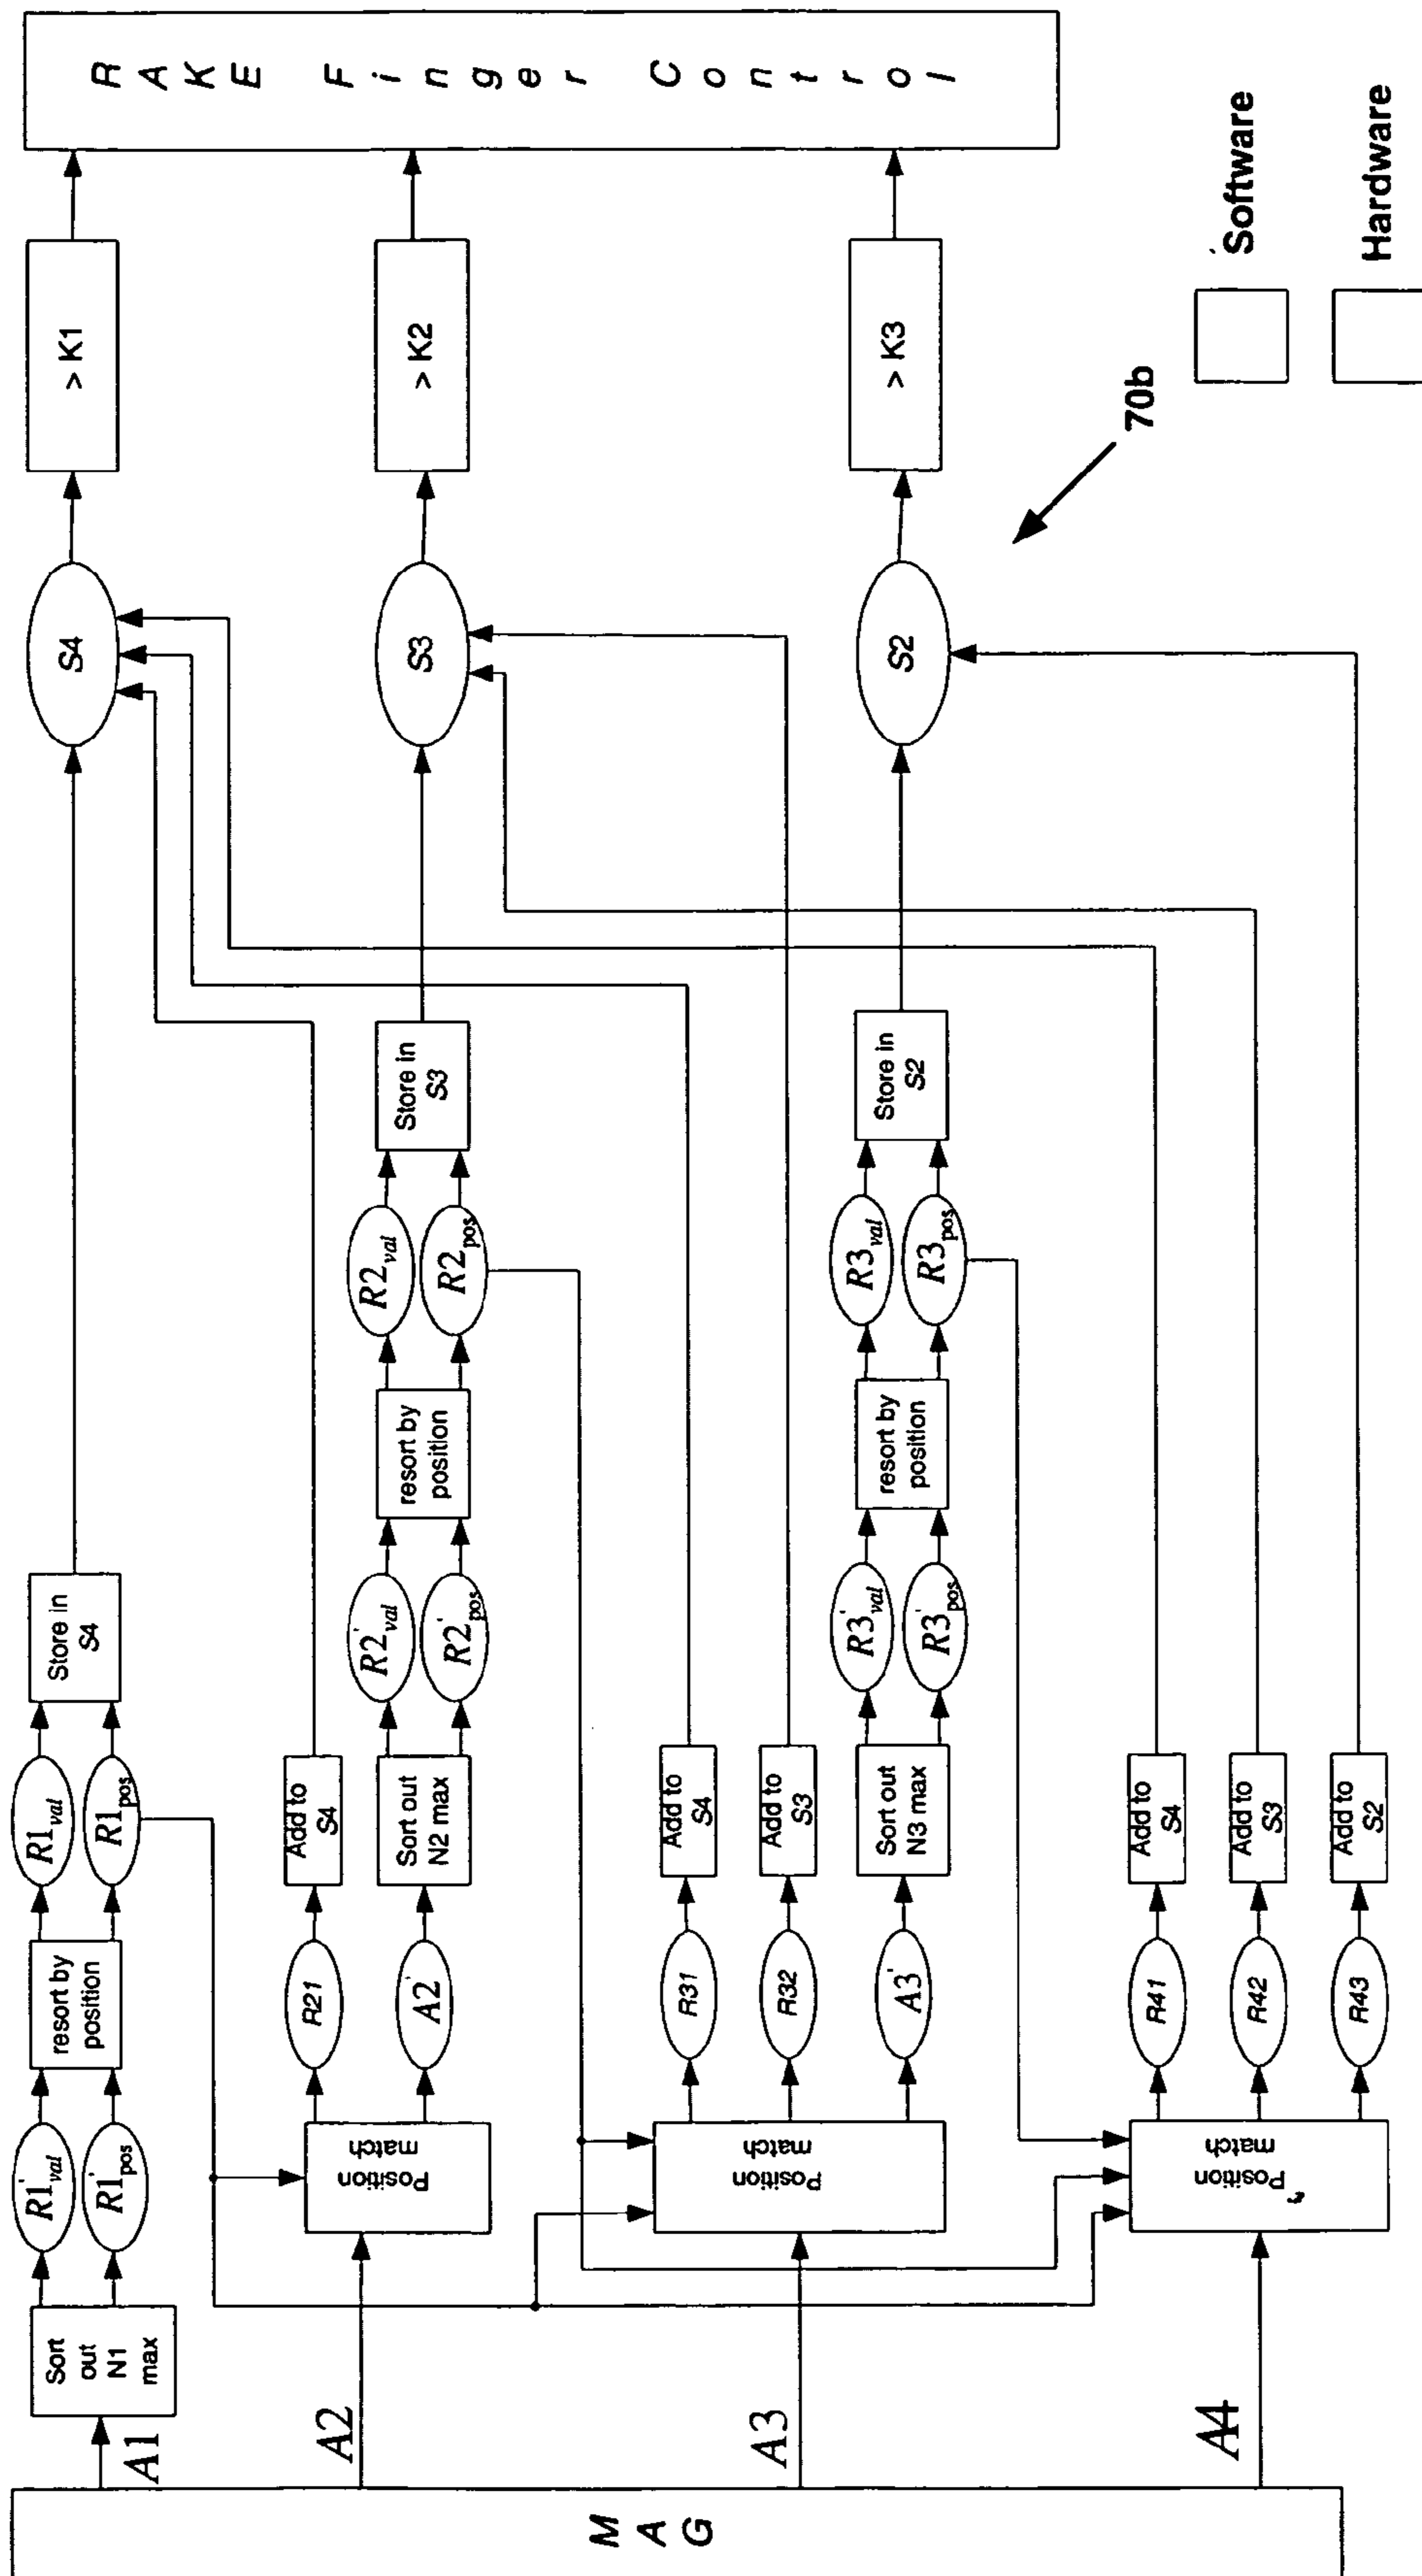 MAG
A1
A2
A3
A4
Sort
out
N1
max
R1'val
R1'pos
resort by
position
R1val
R1pos
Store in
S4
S4
> K1
Position
match
R21
Add to
S4
A2'
Sort out
N2 max
R2'val
R2'pos
resort by
position
R2val
R2pos
Store in
S3
S3
> K2
Position
match
R31
Add to
S4
R32
Add to
S3
A3'
Sort out
N3 max
R3'val
R3'pos
resort by
position
R3val
R3pos
Store in
S2
S2
> K3
Position
match
R41
Add to
S4
R42
Add to
S3
R43
Add to
S2
RAKE Finger Control
70b
Software
Hardware